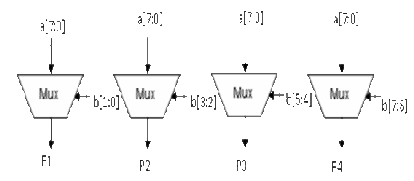 a[7:0] a[7:0] a[7:0] a[7:0]
Mux Mux Mux Mux
b[1:0] b[3:2] b[5:4] b[7:6]
P1 P2 P3 P4